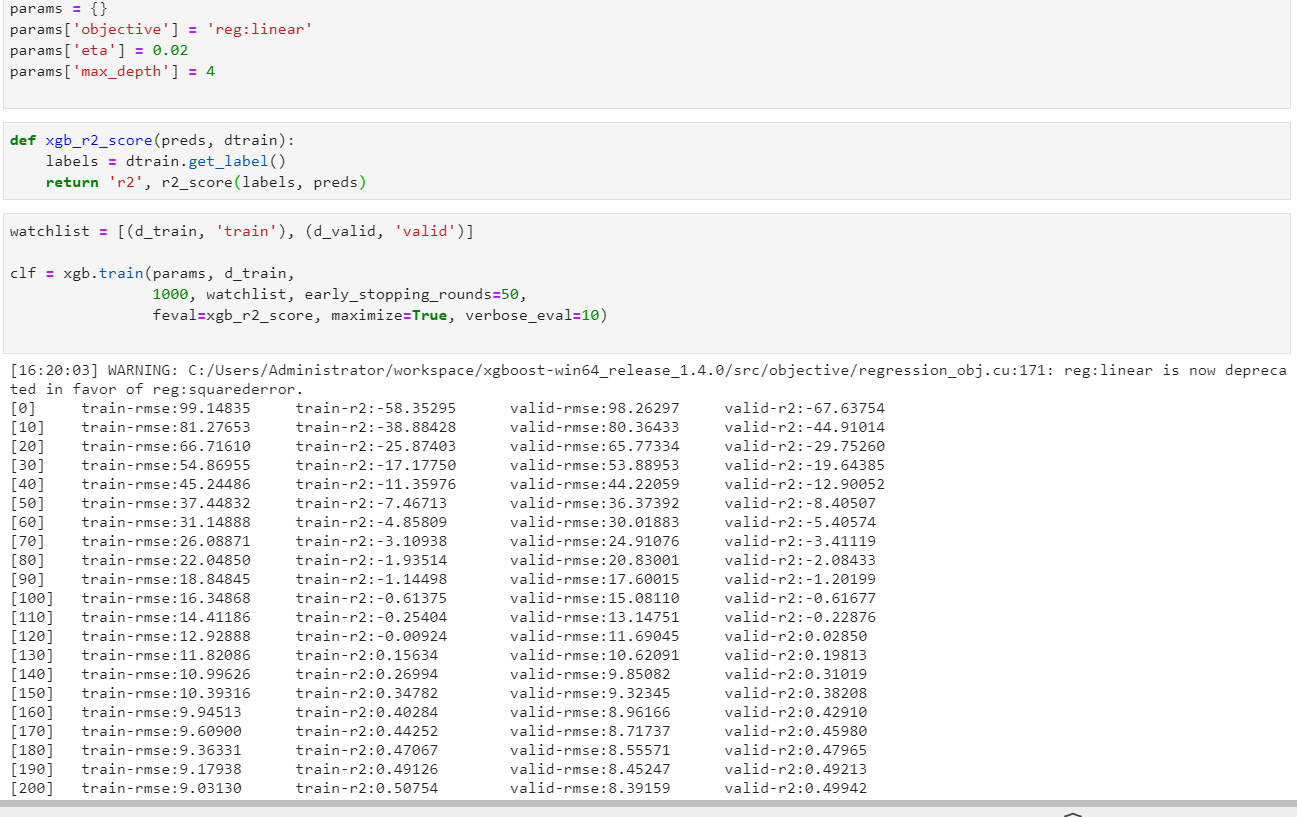 params = {}
params['objective'] = 'reg:linear'
params['eta'] = 0.02
params['max_depth'] = 4
def xgb_r2_score(preds, dtrain):
    labels = dtrain.get_label()
    return 'r2', r2_score(labels, preds)
watchlist = [(d_train, 'train'), (d_valid, 'valid')]
clf = xgb.train(params, d_train,
                1000, watchlist, early_stopping_rounds=50,
                feval=xgb_r2_score, maximize=True, verbose_eval=10)
[16:20:03] WARNING: C:/Users/Administrator/workspace/xgboost-win64_release_1.4.0/src/objective/regression_obj.cu:171: reg:linear is now depreca
ted in favor of reg:squarederror.
[0]	train-rmse:99.14835	train-r2:-58.35295	valid-rmse:98.26297	valid-r2:-67.63754
[10]	train-rmse:81.27653	train-r2:-38.88428	valid-rmse:80.36433	valid-r2:-44.91014
[20]	train-rmse:66.71610	train-r2:-25.87403	valid-rmse:65.77334	valid-r2:-29.75260
[30]	train-rmse:54.86955	train-r2:-17.17750	valid-rmse:53.88953	valid-r2:-19.64385
[40]	train-rmse:45.24486	train-r2:-11.35976	valid-rmse:44.22059	valid-r2:-12.90052
[50]	train-rmse:37.44832	train-r2:-7.46713	valid-rmse:36.37392	valid-r2:-8.40507
[60]	train-rmse:31.14888	train-r2:-4.85809	valid-rmse:30.01883	valid-r2:-5.40574
[70]	train-rmse:26.08871	train-r2:-3.10938	valid-rmse:24.91076	valid-r2:-3.41119
[80]	train-rmse:22.04850	train-r2:-1.93514	valid-rmse:20.83001	valid-r2:-2.08433
[90]	train-rmse:18.84845	train-r2:-1.14498	valid-rmse:17.60015	valid-r2:-1.20199
[100]	train-rmse:16.34868	train-r2:-0.61375	valid-rmse:15.08110	valid-r2:-0.61677
[110]	train-rmse:14.41186	train-r2:-0.25404	valid-rmse:13.14751	valid-r2:-0.22876
[120]	train-rmse:12.92888	train-r2:-0.00924	valid-rmse:11.69045	valid-r2:0.02850
[130]	train-rmse:11.82086	train-r2:0.15634	valid-rmse:10.62091	valid-r2:0.19813
[140]	train-rmse:10.99626	train-r2:0.26994	valid-rmse:9.85082	valid-r2:0.31019
[150]	train-rmse:10.39316	train-r2:0.34782	valid-rmse:9.32345	valid-r2:0.38208
[160]	train-rmse:9.94513	train-r2:0.40284	valid-rmse:8.96166	valid-r2:0.42910
[170]	train-rmse:9.60900	train-r2:0.44252	valid-rmse:8.71737	valid-r2:0.45980
[180]	train-rmse:9.36331	train-r2:0.47067	valid-rmse:8.55571	valid-r2:0.47965
[190]	train-rmse:9.17938	train-r2:0.49126	valid-rmse:8.45247	valid-r2:0.49213
[200]	train-rmse:9.03130	train-r2:0.50754	valid-rmse:8.39159	valid-r2:0.49942